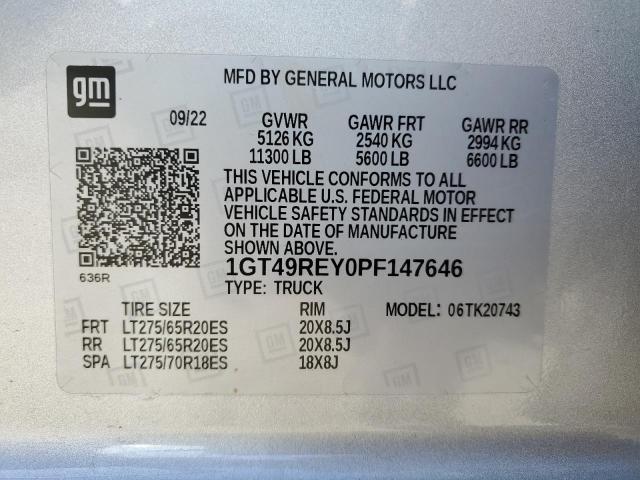 gm
MFD BY GENERAL MOTORS LLC
09/22 GVWR GAWR FRT GAWR RR
5126 KG 2540 KG 2994 KG
11300 LB 5600 LB 6600 LB
THIS VEHICLE CONFORMS TO ALL
APPLICABLE U.S. FEDERAL MOTOR
VEHICLE SAFETY STANDARDS IN EFFECT
ON THE DATE OF MANUFACTURE
SHOWN ABOVE.
636R
1GT49REY0PF147646
TYPE: TRUCK
TIRE SIZE RIM MODEL: 06TK20743
FRT LT275/65R20ES 20X8.5J
RR LT275/65R20ES 20X8.5J
SPA LT275/70R18ES 18X8J